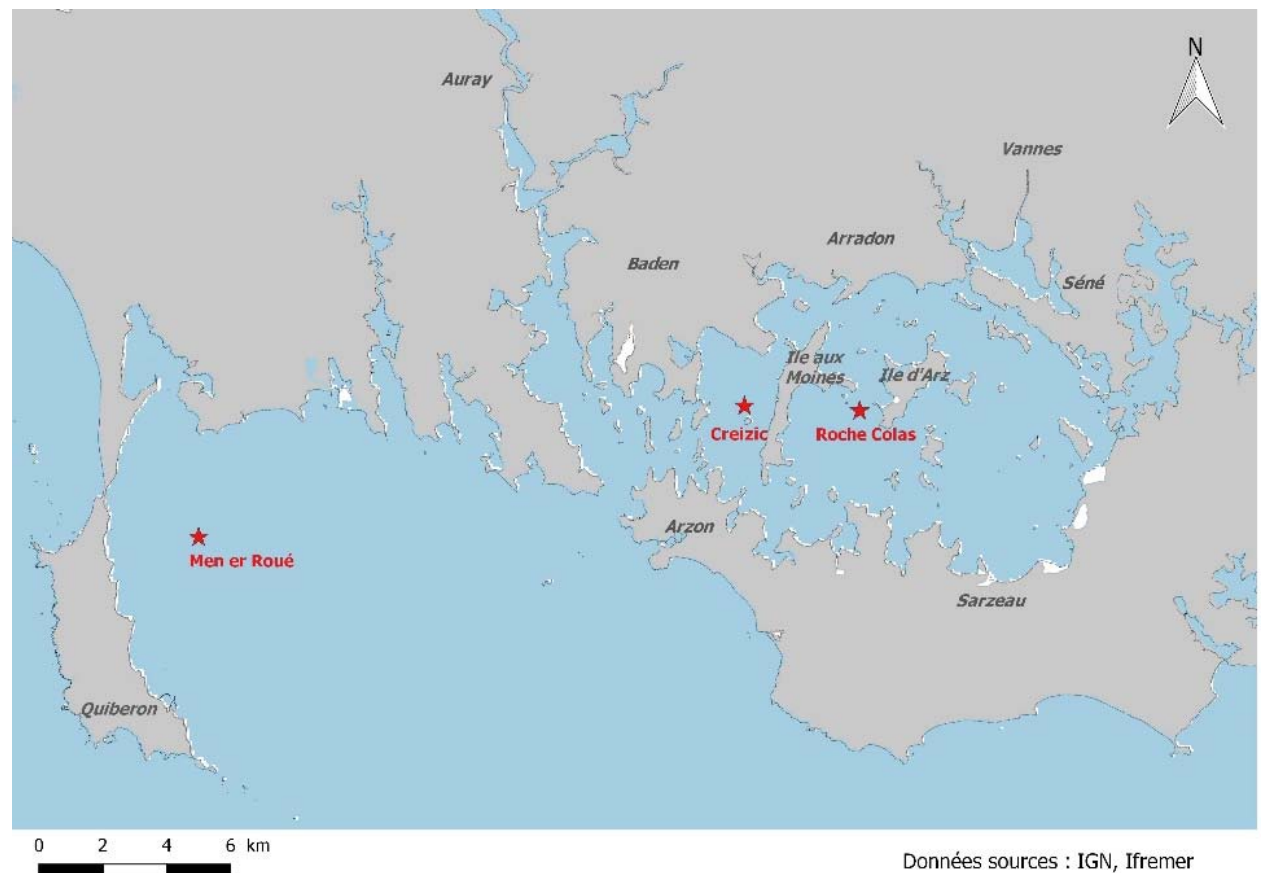 N
Auray
Vannes
Arradon
Baden
Séné
Ile aux
Moines
Ile d'Arz
Creizic
Roche Colas
Arzon
Men er Roué
Sarzeau
Quiberon
0 2 4 6 km
Données sources : IGN, Ifremer